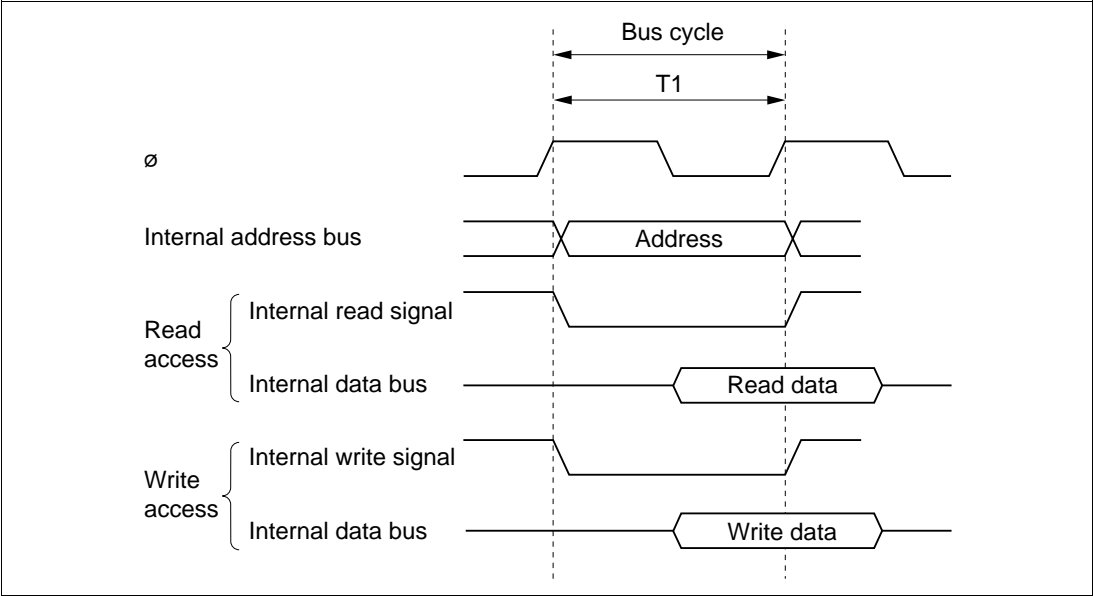 Bus cycle
T1
ø
Internal address bus
Address
Read
access
Internal read signal
Internal data bus
Read data
Write
access
Internal write signal
Internal data bus
Write data